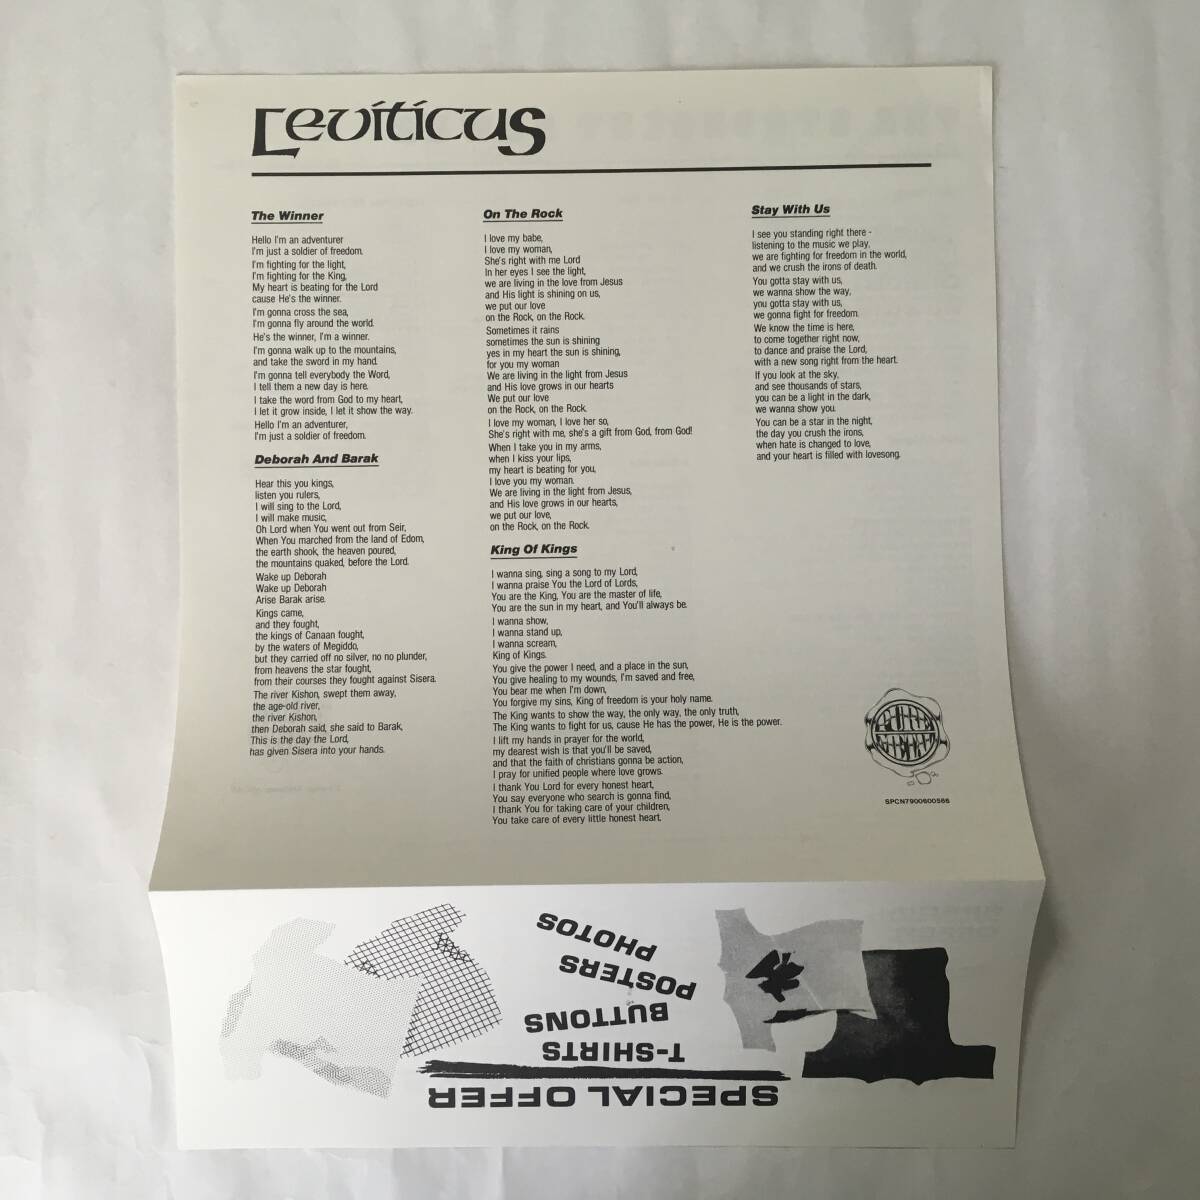 Leviticus
The Winner
Hello I'm an adventurer
I'm just a soldier of freedom.
I'm fighting for the light,
I'm fighting for the King,
My heart is beating for the Lord
cause He's the winner.
I'm gonna cross the sea,
I'm gonna fly around the world.
He's the winner, I'm a winner.
I'm gonna walk up to the mountains,
and take the sword in my hand.
I'm gonna tell everybody the Word,
I tell them a new day is here.
I take the word from God to my heart,
I let it grow inside, I let it show the way.
Hello I'm an adventurer,
I'm just a soldier of freedom.
Deborah And Barak
Hear this you kings,
listen you rulers,
I will sing to the Lord,
I will make music,
Oh Lord when You went out from Seir,
When You marched from the land of Edom,
the earth shook, the heaven poured,
the mountains quaked, before the Lord.
Wake up Deborah
Wake up Deborah
Arise Barak arise.
Kings came,
and they fought,
the kings of Canaan fought,
by the waters of Megiddo,
but they carried off no silver, no no plunder,
from heavens the star fought,
from their courses they fought against Sisera.
The river Kishon, swept them away,
the age-old river,
the river Kishon,
then Deborah said, she said to Barak,
This is the day the Lord,
has given Sisera into your hands.
On The Rock
I love my babe,
I love my woman,
She's right with me Lord
In her eyes I see the light,
we are living in the love from Jesus
and His light is shining on us,
we put our love
on the Rock, on the Rock.
Sometimes it rains
sometimes the sun is shining
yes in my heart the sun is shining,
for you my woman
We are living in the light from Jesus
and His love grows in our hearts
We put our love
on the Rock, on the Rock.
I love my woman, I love her so,
She's right with me, she's a gift from God, from God!
When I take you in my arms,
when I kiss your lips,
my heart is beating for you,
I love you my woman.
We are living in the light from Jesus,
and His love grows in our hearts,
we put our love,
on the Rock, on the Rock.
King Of Kings
I wanna sing, sing a song to my Lord,
I wanna praise You the Lord of Lords,
You are the King, You are the master of life,
You are the sun in my heart, and You'll always be.
I wanna show,
I wanna stand up,
I wanna scream,
King of Kings.
You give the power I need, and a place in the sun,
You give healing to my wounds, I'm saved and free,
You bear me when I'm down,
You forgive my sins, King of freedom is your holy name.
The King wants to show the way, the only way, the only truth,
The King wants to fight for us, cause He has the power, He is the power.
I lift my hands in prayer for the world,
my dearest wish is that you'll be saved,
and that the faith of christians gonna be action,
I pray for unified people where love grows.
I thank You Lord for every honest heart,
You say everyone who search is gonna find,
I thank You for taking care of your children,
You take care of every little honest heart.
Stay With Us
I see you standing right there -
listening to the music we play,
we are fighting for freedom in the world,
and we crush the irons of death.
You gotta stay with us,
we wanna show the way,
you gotta stay with us,
we gonna fight for freedom.
We know the time is here,
to come together right now,
to dance and praise the Lord,
with a new song right from the heart.
If you look at the sky,
and see thousands of stars,
you can be a light in the dark,
we wanna show you.
You can be a star in the night,
the day you crush the irons,
when hate is changed to love,
and your heart is filled with lovesong.
SPCN7900600566
SPECIAL OFFER
T-SHIRTS
BUTTONS
POSTERS
PHOTOS